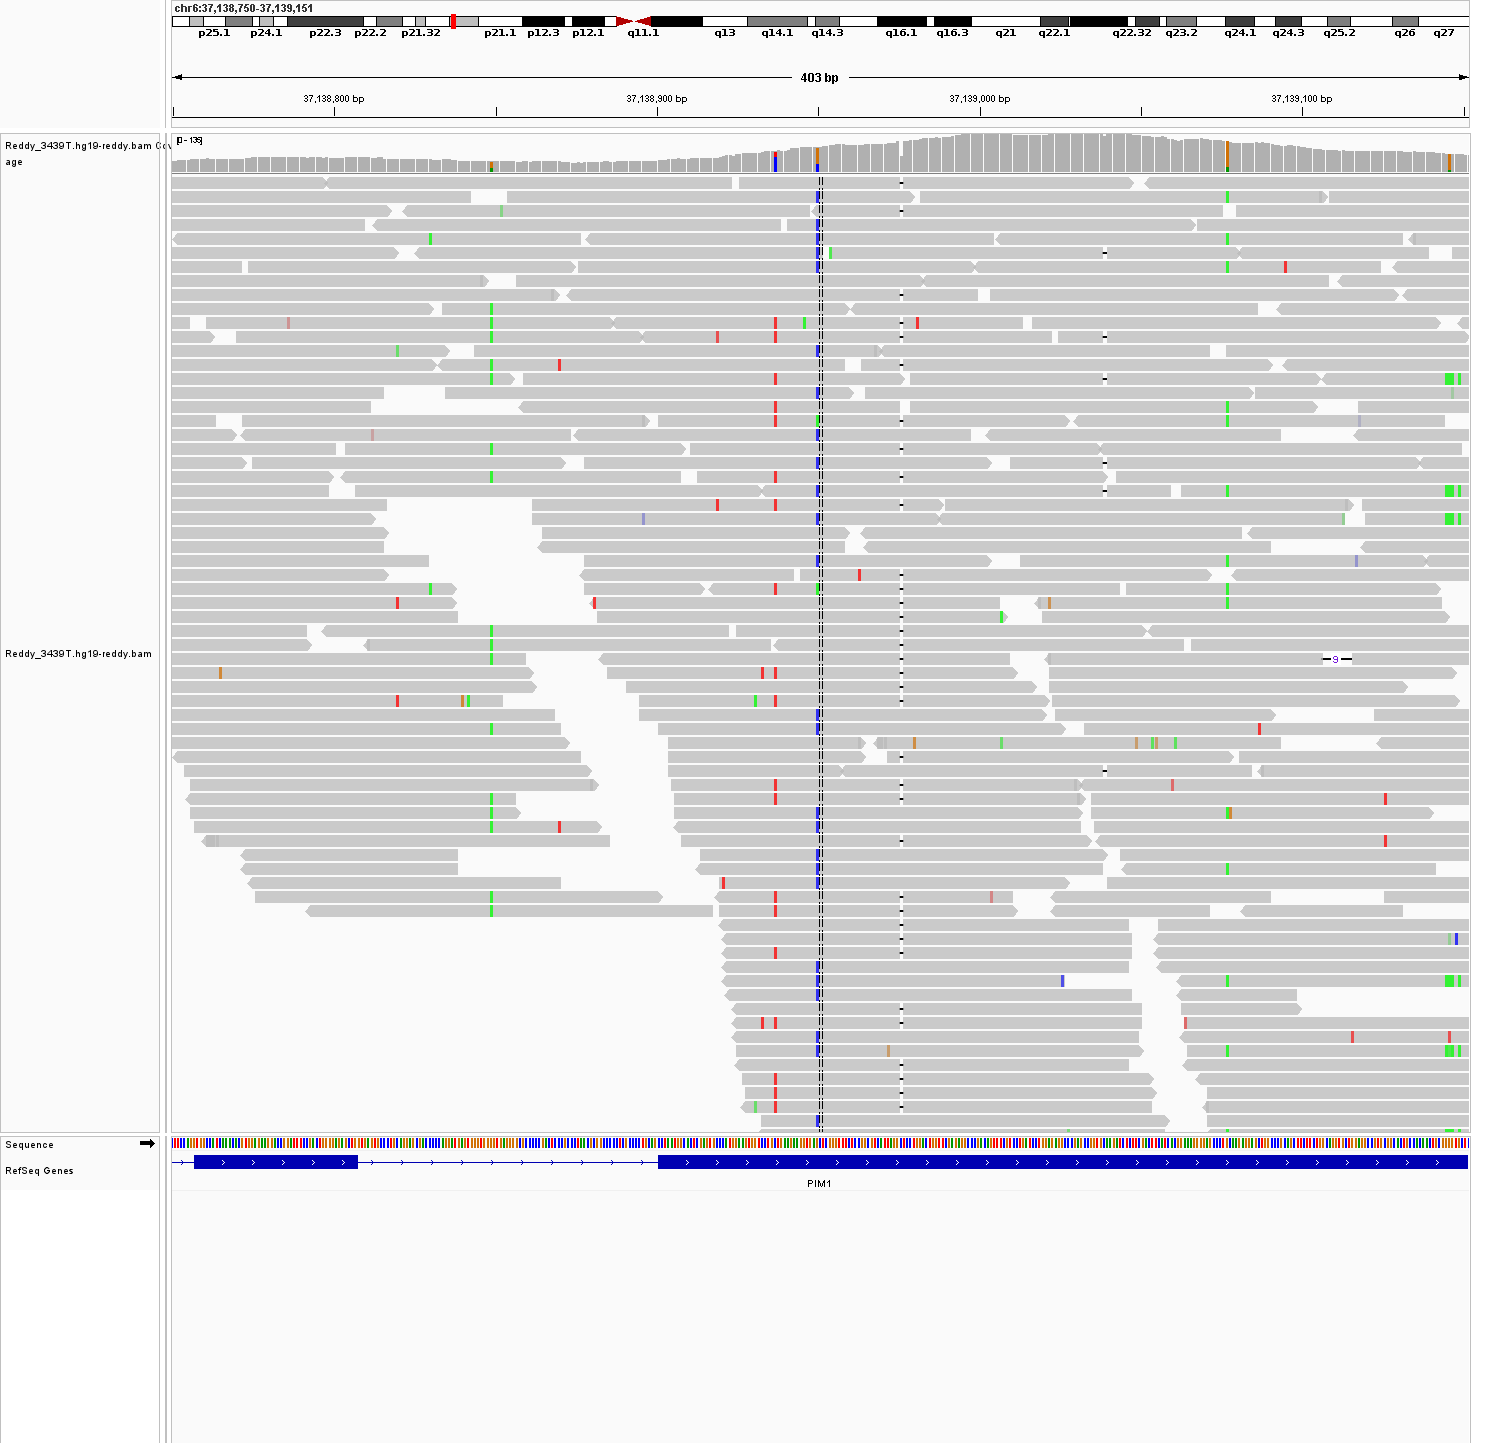 chr6:37,138,750-37,139,151
p25.1 p24.1 p22.3 p22.2 p21.32 p21.1 p12.3 p12.1 q11.1 q13 q14.1 q14.3 q16.1 q16.3 q21 q22.1 q22.32 q23.2 q24.1 q24.3 q25.2 q26 q27
403 bp
37,138,800 bp 37,138,900 bp 37,139,000 bp 37,139,100 bp
Reddy_3439T.hg19-reddy.bam Cov
age
[0 - 135]
Reddy_3439T.hg19-reddy.bam
9
Sequence
RefSeq Genes
PIM1